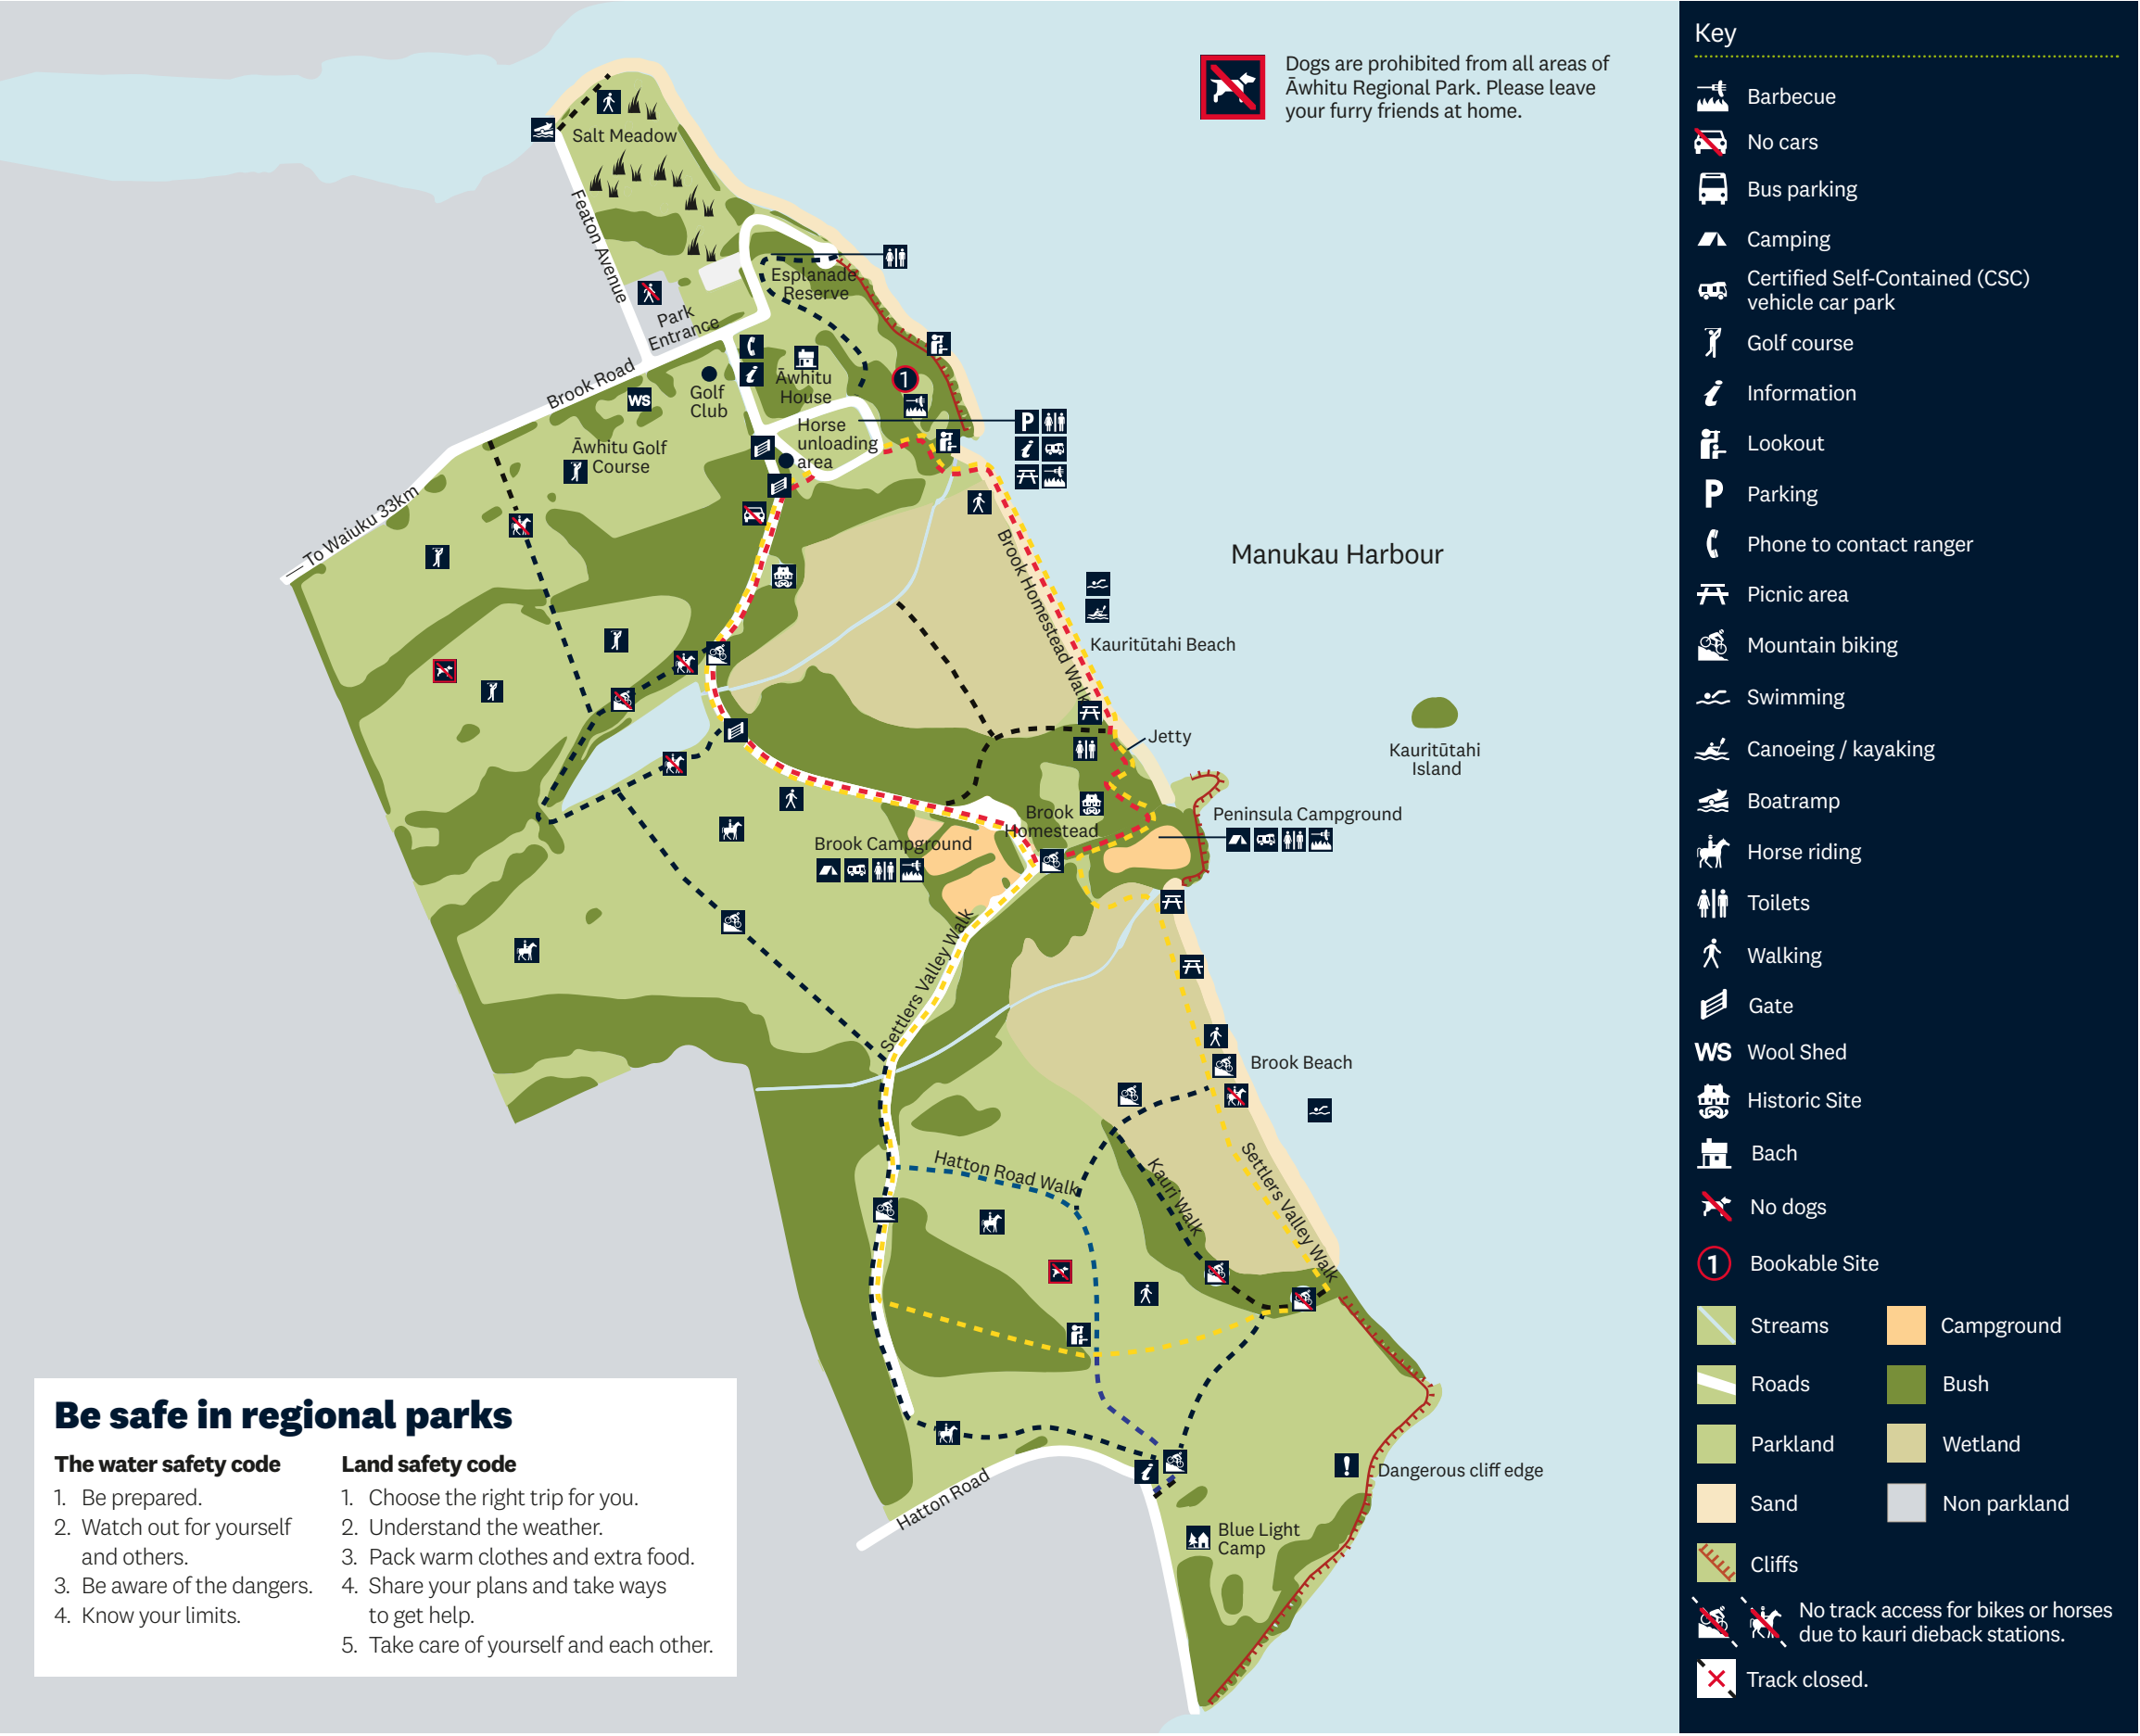 Dogs are prohibited from all areas of
Āwhitu Regional Park. Please leave
your furry friends at home.
Salt Meadow
Featon Avenue
Esplanade
Reserve
Park
Entrance
Brook Road
WS
Golf
Club
Āwhitu
House
1
Horse
unloading
area
P
Āwhitu Golf
Course
— To Waiuku 33km
Manukau Harbour
Brook Homestead Walk
Kauritūtahi Beach
Jetty
Kauritūtahi
Island
Brook
Homestead
Peninsula Campground
Brook Campground
Settlers Valley Walk
Brook Beach
Hatton Road Walk
Kauri Walk
Settlers Valley Walk
Dangerous cliff edge
Hatton Road
Blue Light
Camp
Be safe in regional parks
The water safety code
1. Be prepared.
2. Watch out for yourself
and others.
3. Be aware of the dangers.
4. Know your limits.
Land safety code
1. Choose the right trip for you.
2. Understand the weather.
3. Pack warm clothes and extra food.
4. Share your plans and take ways
to get help.
5. Take care of yourself and each other.
Key
Barbecue
No cars
Bus parking
Camping
Certified Self-Contained (CSC)
vehicle car park
Golf course
Information
Lookout
P Parking
Phone to contact ranger
Picnic area
Mountain biking
Swimming
Canoeing / kayaking
Boatramp
Horse riding
Toilets
Walking
Gate
WS Wool Shed
Historic Site
Bach
No dogs
1 Bookable Site
Streams
Campground
Roads
Bush
Parkland
Wetland
Sand
Non parkland
Cliffs
No track access for bikes or horses
due to kauri dieback stations.
Track closed.